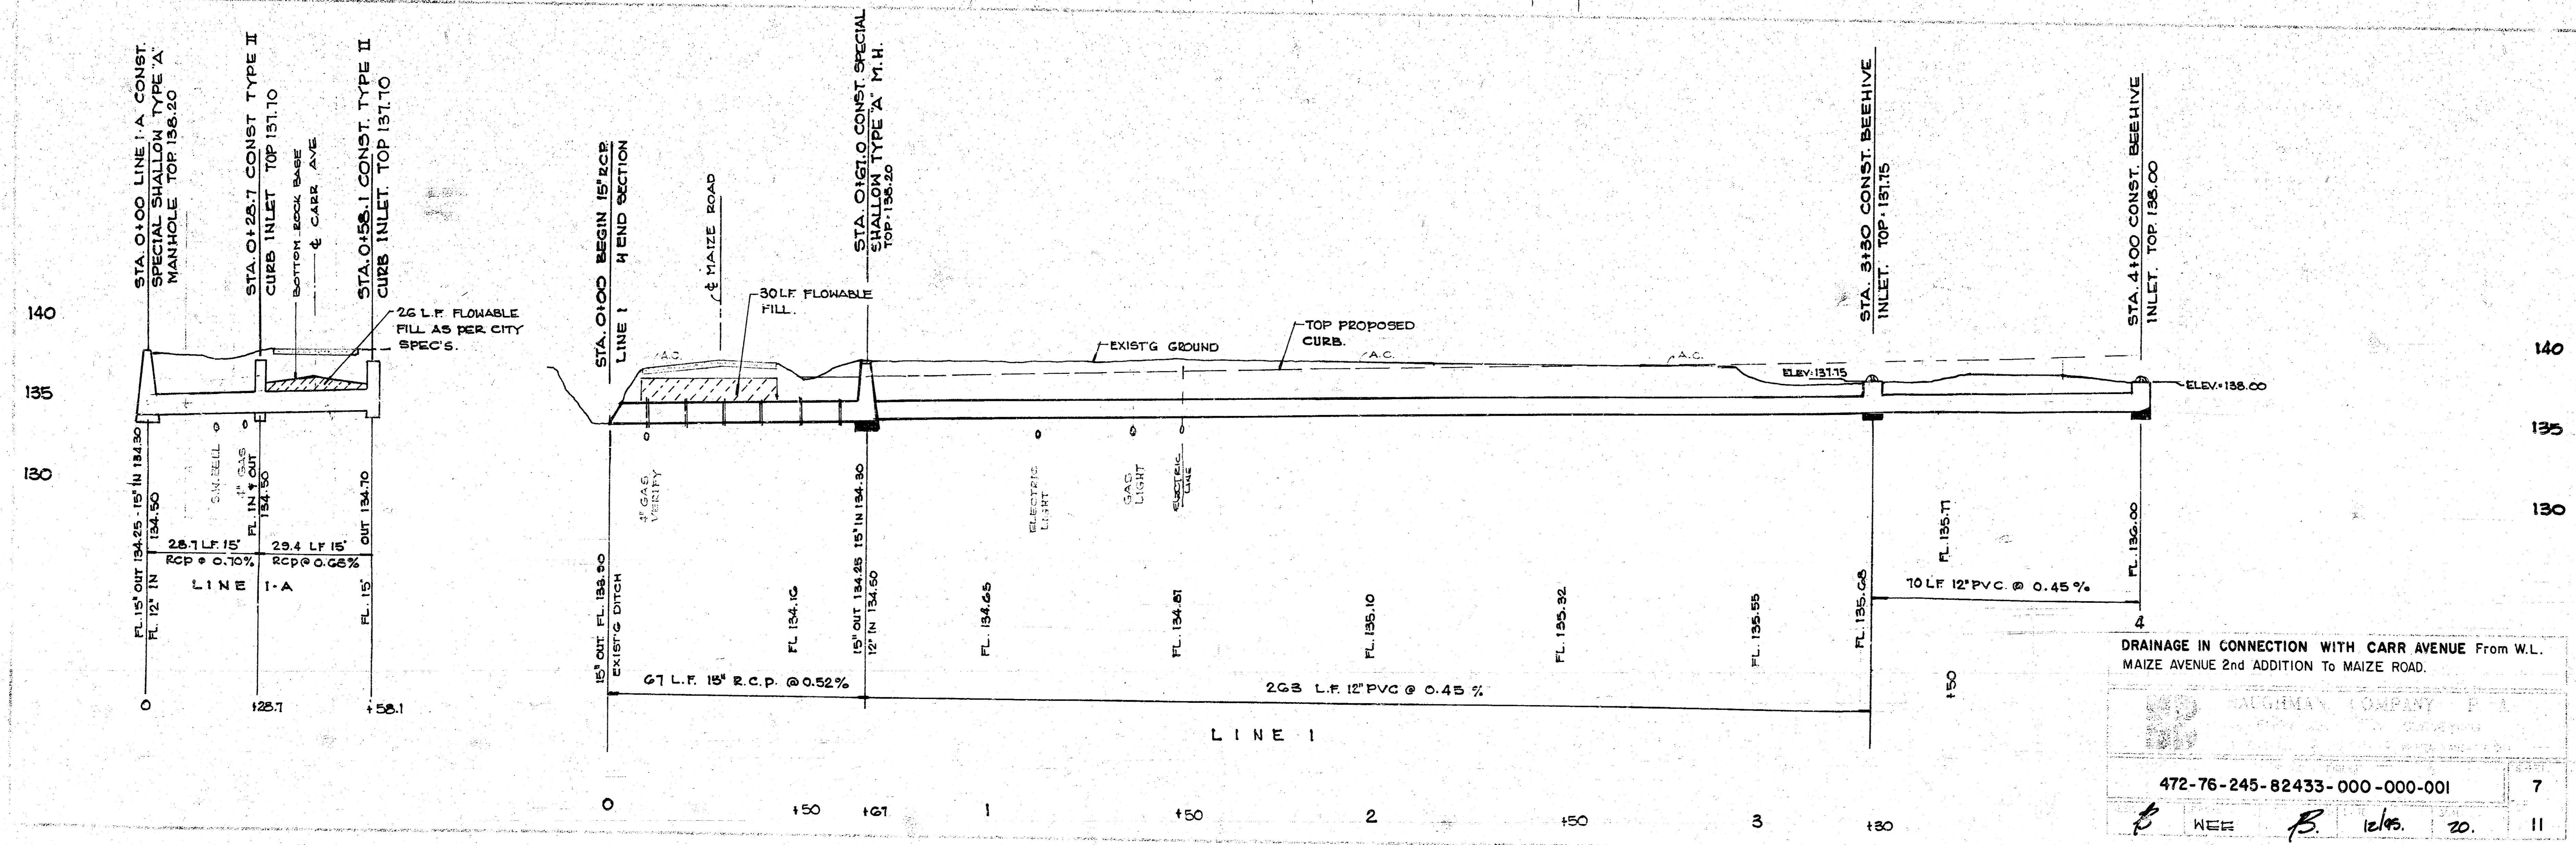 STA. 0+00 LINE 1-A CONST.
SPECIAL SHALLOW TYPE "A"
MANHOLE TOP 138.20
STA. 0+28.7 CONST TYPE II
CURB INLET TOP 137.70
BOTTOM ROCK BASE
℄ CARR AVE
STA. 0+58.1 CONST. TYPE II
CURB INLET. TOP 137.70
26 L.F. FLOWABLE
FILL AS PER CITY
SPEC'S.
140
135
130
FL. 15" OUT 134.25 - 15" IN 134.30
FL. 12" IN 134.50
S.W. BELL
4" GAS
FL. IN & OUT
134.50
FL. 15" OUT 134.70
28.7 L.F. 15"
RCP @ 0.70%
29.4 LF 15"
RCP @ 0.68%
LINE 1-A
0
+28.7
+58.1
STA. 0+00 BEGIN 15" RCP.
LINE 1 & END SECTION
℄ MAIZE ROAD
30 LF. FLOWABLE
FILL.
A.C.
STA. 0+67.0 CONST. SPECIAL
SHALLOW TYPE "A" M.H.
TOP=138.20
EXIST'G GROUND
TOP PROPOSED
CURB.
A.C.
A.C.
STA. 3+30 CONST. BEEHIVE
INLET. TOP=137.75
STA. 4+00 CONST. BEEHIVE
INLET. TOP. 138.00
ELEV=137.75
ELEV.=138.00
140
135
130
4" GAS
VERIFY
ELECTRIC
LIGHT
GAS
LIGHT
ELECTRIC
LINE
15" OUT FL. 133.90
EXIST'G DITCH
FL 134.16
15" OUT 134.25 15" IN 134.30
12" IN 134.50
FL. 134.65
FL. 134.87
FL. 135.10
FL. 135.32
FL. 135.55
FL. 135.68
FL. 135.77
FL. 136.00
67 L.F. 15" R.C.P. @ 0.52%
263 L.F. 12" PVC @ 0.45 %
70 LF 12" PVC. @ 0.45 %
LINE 1
0
+50
+67
1
+50
2
+50
3
+30
+50
4
DRAINAGE IN CONNECTION WITH CARR AVENUE From W.L.
MAIZE AVENUE 2nd ADDITION To MAIZE ROAD.
BAUGHMAN COMPANY P.A.
472-76-245-82433-000-000-001
7
WEE
B.
12/95.
20.
11